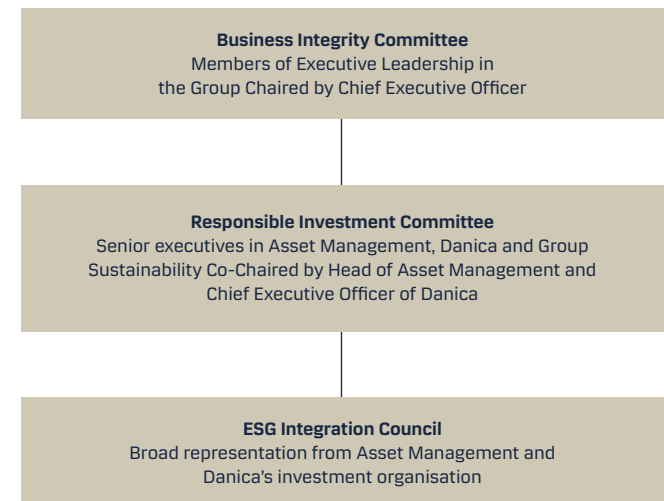 Business Integrity Committee
Members of Executive Leadership in
the Group Chaired by Chief Executive Officer
Responsible Investment Committee
Senior executives in Asset Management, Danica and Group
Sustainability Co-Chaired by Head of Asset Management and
Chief Executive Officer of Danica
ESG Integration Council
Broad representation from Asset Management and
Danica's investment organisation